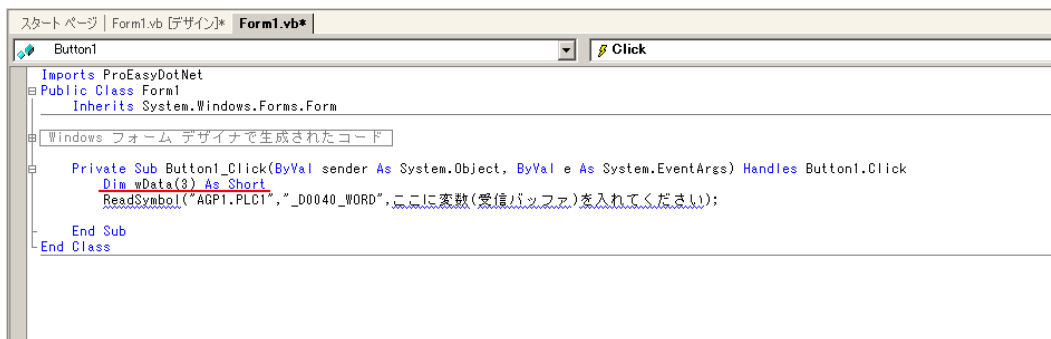 スタート ページ | Form1.vb [デザイン]* Form1.vb*
Button1 Click
Imports ProEasyDotNet
Public Class Form1
Inherits System.Windows.Forms.Form
Windows フォーム デザイナで生成されたコード
Private Sub Button1_Click(ByVal sender As System.Object, ByVal e As System.EventArgs) Handles Button1.Click
Dim wData(3) As Short
ReadSymbol("AGP1.PLC1","_D0040_WORD",ここに変数(受信バッファ)を入れてください);
End Sub
End Class